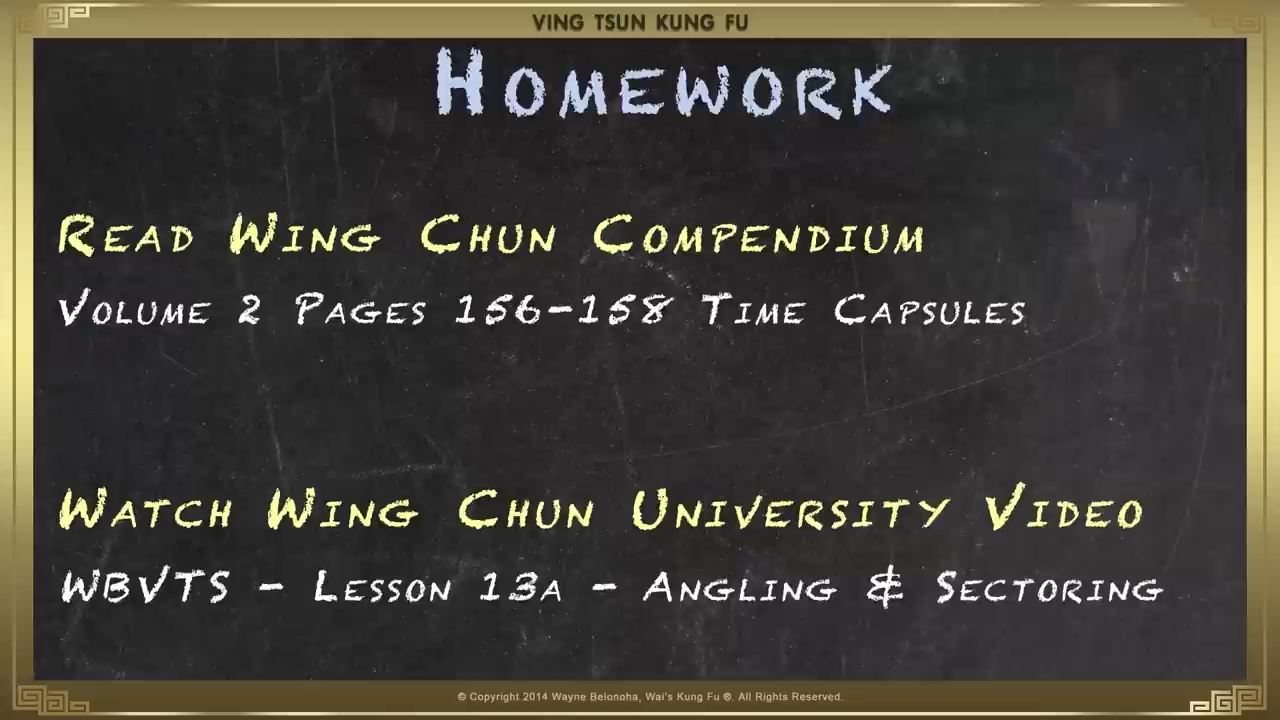 VING TSUN KUNG FU
HOMEWORK
READ WING CHUN COMPENDIUM
VOLUME 2 PAGES 156-158 TIME CAPSULES
WATCH WING CHUN UNIVERSITY VIDEO
WBVTS - LESSON 13A - ANGLING & SECTORING
© Copyright 2014 Wayne Belonoha, Wai's Kung Fu ®. All Rights Reserved.